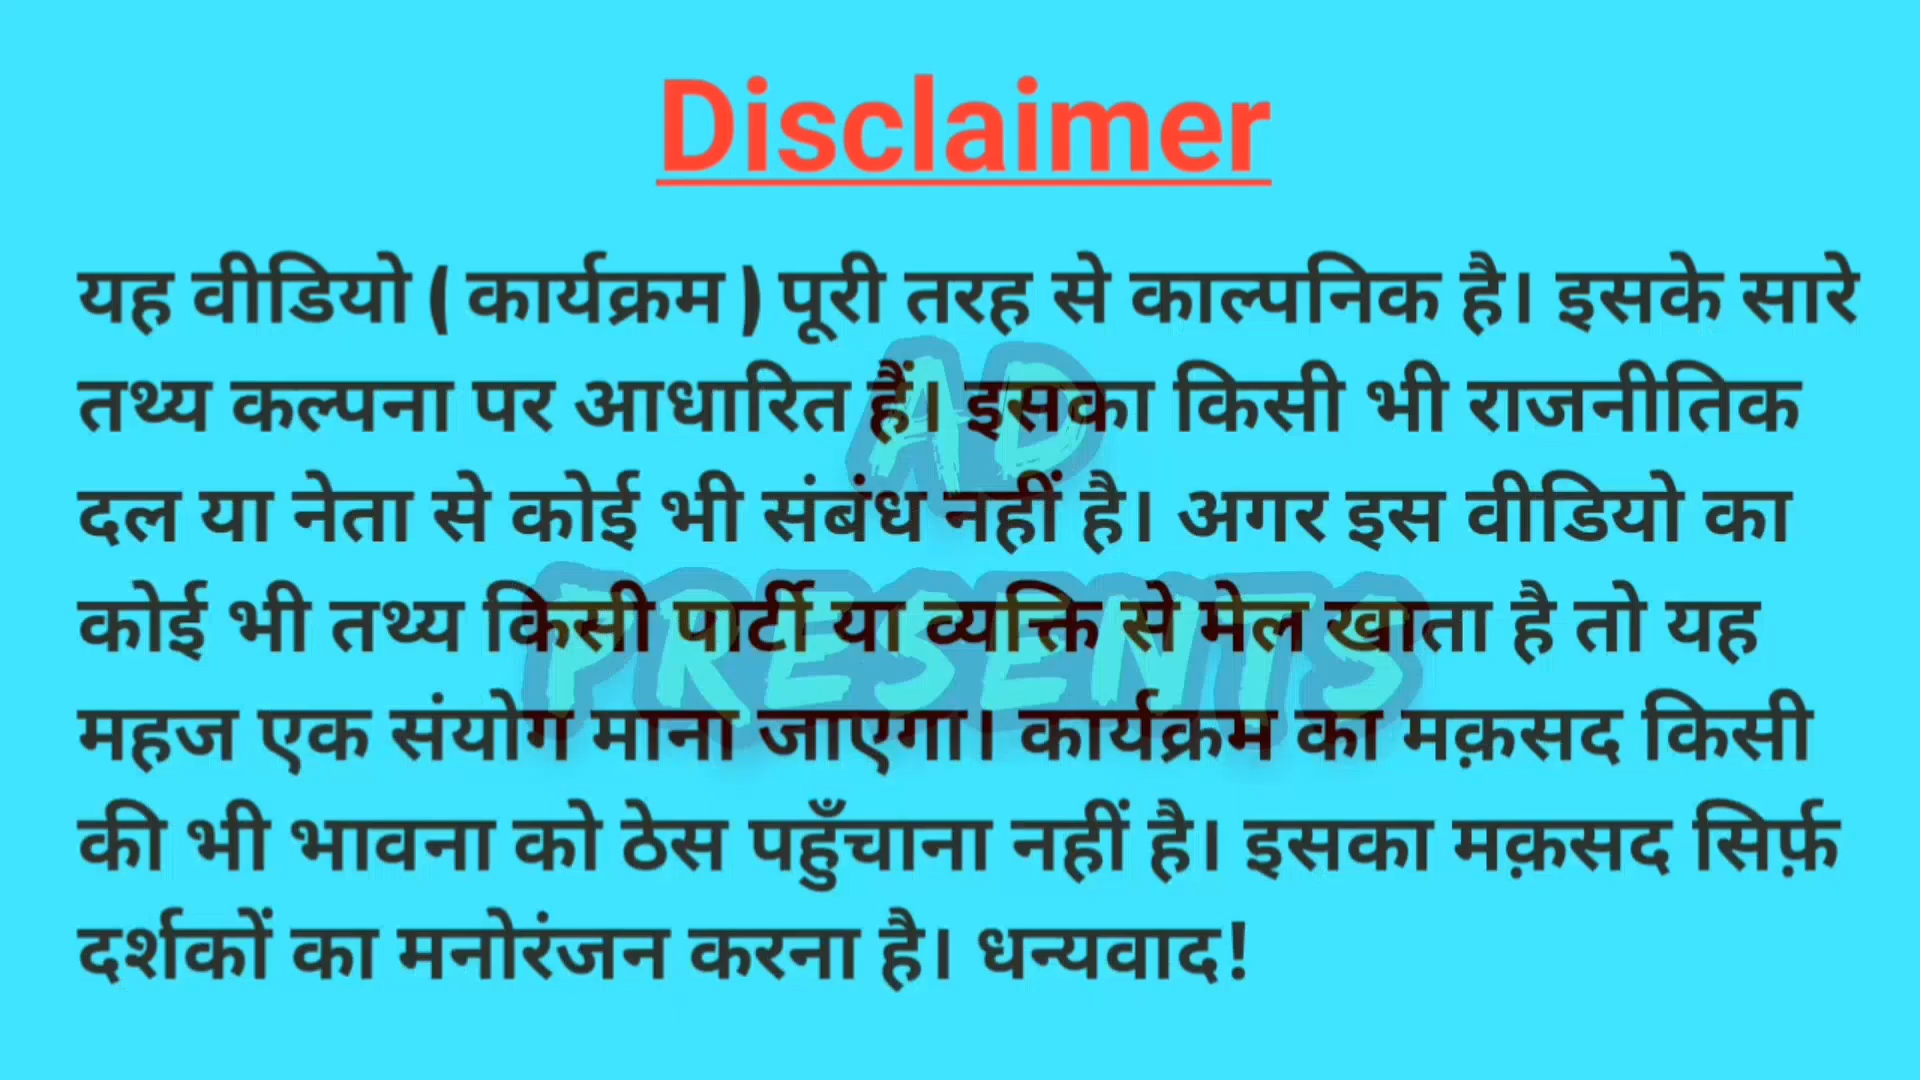 Disclaimer
यह वीडियो ( कार्यक्रम ) पूरी तरह से काल्पनिक है। इसके सारे
तथ्य कल्पना पर आधारित हैं। इसका किसी भी राजनीतिक
दल या नेता से कोई भी संबंध नहीं है। अगर इस वीडियो का
कोई भी तथ्य किसी पार्टी या व्यक्ति से मेल खाता है तो यह
महज एक संयोग माना जाएगा। कार्यक्रम का मक़सद किसी
की भी भावना को ठेस पहुँचाना नहीं है। इसका मक़सद सिर्फ़
दर्शकों का मनोरंजन करना है। धन्यवाद!
AD
PRESENTS